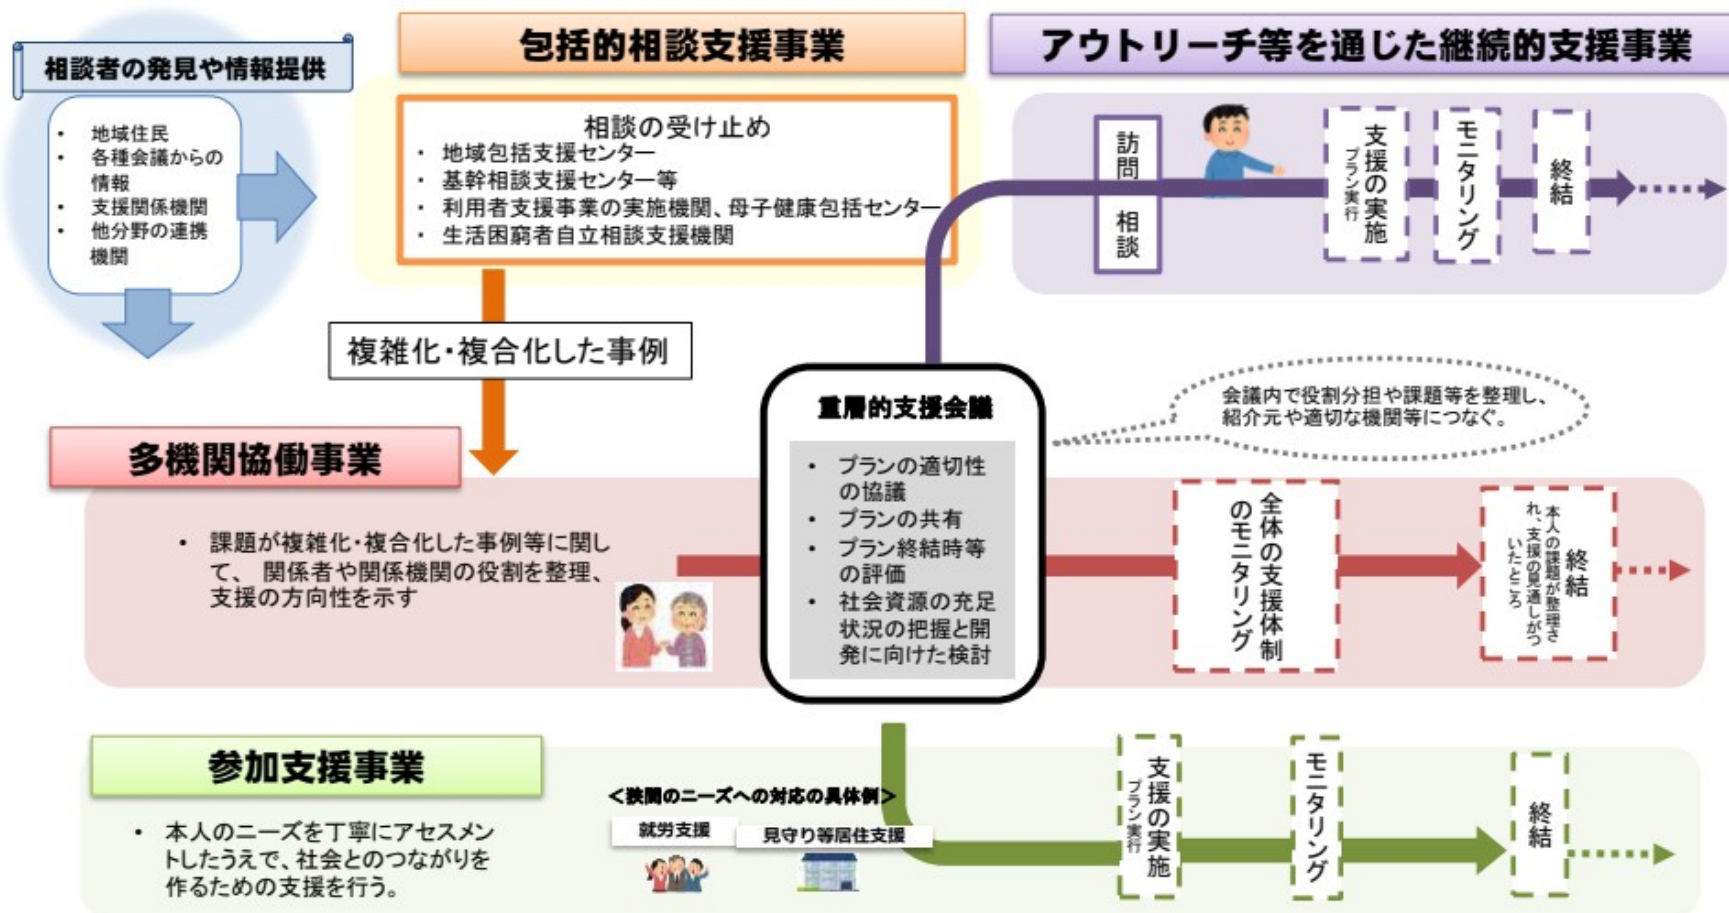 相談者の発見や情報提供
・ 地域住民
・ 各種会議からの
情報
・ 支援関係機関
・ 他分野の連携
機関
包括的相談支援事業
相談の受け止め
・ 地域包括支援センター
・ 基幹相談支援センター等
・ 利用者支援事業の実施機関、母子健康包括センター
・ 生活困窮者自立相談支援機関
アウトリーチ等を通じた継続的支援事業
訪問 相談
支援の実施
プラン実行
モニタリング
終結
複雑化・複合化した事例
重層的支援会議
・ プランの適切性
の協議
・ プランの共有
・ プラン終結時等
の評価
・ 社会資源の充足
状況の把握と開
発に向けた検討
会議内で役割分担や課題等を整理し、
紹介元や適切な機関等につなぐ。
多機関協働事業
・ 課題が複雑化・複合化した事例等に関し
て、 関係者や関係機関の役割を整理、
支援の方向性を示す
全体の支援体制
のモニタリング
終結
本人の課題が整理さ
れ、支援の見通しがつ
いたところ
参加支援事業
・ 本人のニーズを丁寧にアセスメン
トしたうえで、社会とのつながりを
作るための支援を行う。
＜狭間のニーズへの対応の具体例＞
就労支援
見守り等居住支援
支援の実施
プラン実行
モニタリング
終結